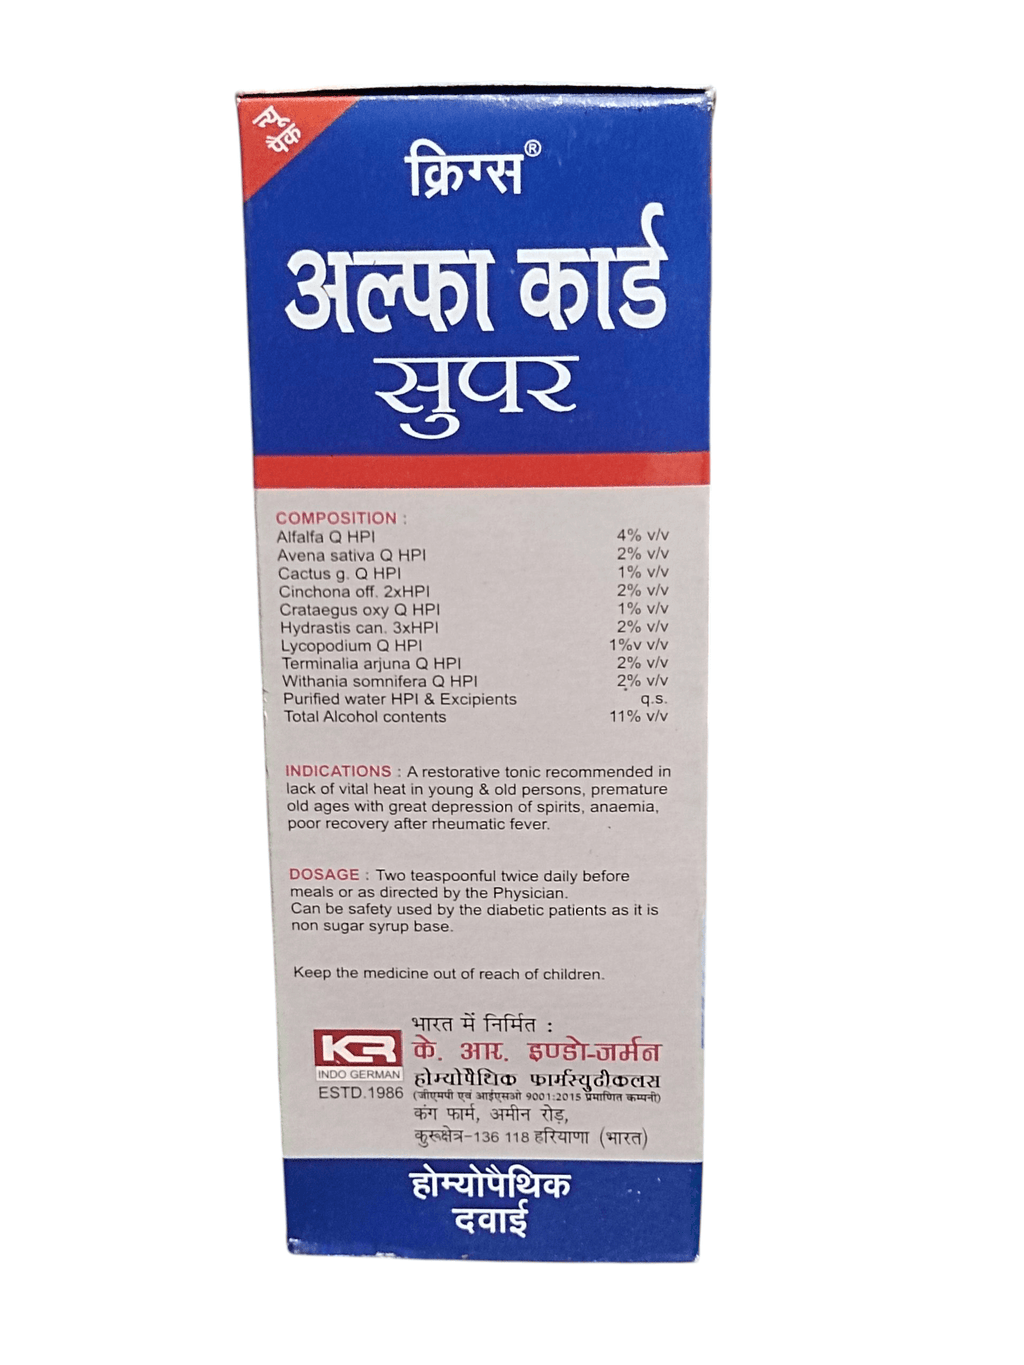 न्यू
पैक
क्रिग्स®
अल्फा कार्ड
सुपर
COMPOSITION :
Alfalfa Q HPI 4% v/v
Avena sativa Q HPI 2% v/v
Cactus g. Q HPI 1% v/v
Cinchona off. 2xHPI 2% v/v
Crataegus oxy Q HPI 1% v/v
Hydrastis can. 3xHPI 2% v/v
Lycopodium Q HPI 1%v v/v
Terminalia arjuna Q HPI 2% v/v
Withania somnifera Q HPI 2% v/v
Purified water HPI & Excipients q.s.
Total Alcohol contents 11% v/v
INDICATIONS : A restorative tonic recommended in
lack of vital heat in young & old persons, premature
old ages with great depression of spirits, anaemia,
poor recovery after rheumatic fever.
DOSAGE : Two teaspoonful twice daily before
meals or as directed by the Physician.
Can be safety used by the diabetic patients as it is
non sugar syrup base.
Keep the medicine out of reach of children.
भारत में निर्मित :
KR
INDO GERMAN
ESTD.1986
के. आर. इण्डो-जर्मन
होम्योपैथिक फार्मस्युटीकलस
(जीएमपी एवं आईएसओ 9001:2015 प्रमाणित कम्पनी)
कंग फार्म, अमीन रोड़,
कुरूक्षेत्र-136 118 हरियाणा (भारत)
होम्योपैथिक
दवाई